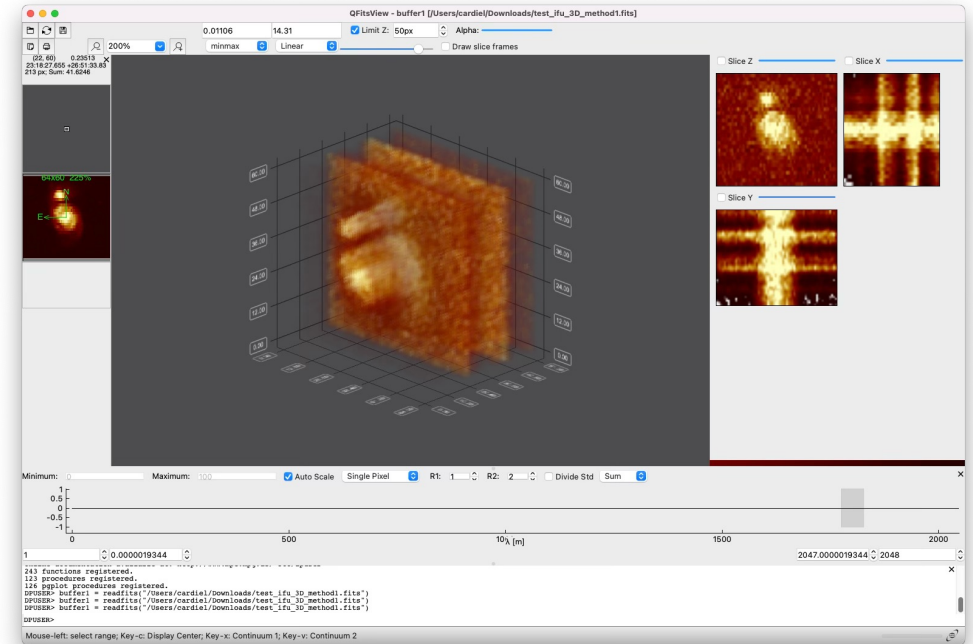 QFitsView - buffer1 [/Users/cardiel/Downloads/test_ifu_3D_method1.fits]
0.01106 14.31 Limit Z: 50px Alpha:
200% minmax Linear Draw slice frames
(22, 60) 0.23513
23:18:27.655 +26:51:33.83
213 px; Sum: 41.6246
Slice Z Slice X
64x60 225%
N
E
Slice Y
60.00 60.00
48.00 48.00
36.00 36.00
24.00 24.00
12.00 12.00
0.00 0.00
Minimum: 0 Maximum: 100 Auto Scale Single Pixel R1: 1 R2: 2 Divide Std Sum
1
0.5
0
-0.5
-1
0 500 1500 2000
λ [m]
1 0.0000019344 2047.0000019344 2048
243 functions registered.
123 procedures registered.
126 pgplot procedures registered.
DPUSER> buffer1 = readfits("/Users/cardiel/Downloads/test_ifu_3D_method1.fits")
DPUSER> buffer1 = readfits("/Users/cardiel/Downloads/test_ifu_3D_method1.fits")
DPUSER> buffer1 = readfits("/Users/cardiel/Downloads/test_ifu_3D_method1.fits")
DPUSER>
Mouse-left: select range; Key-c: Display Center; Key-x: Continuum 1; Key-v: Continuum 2